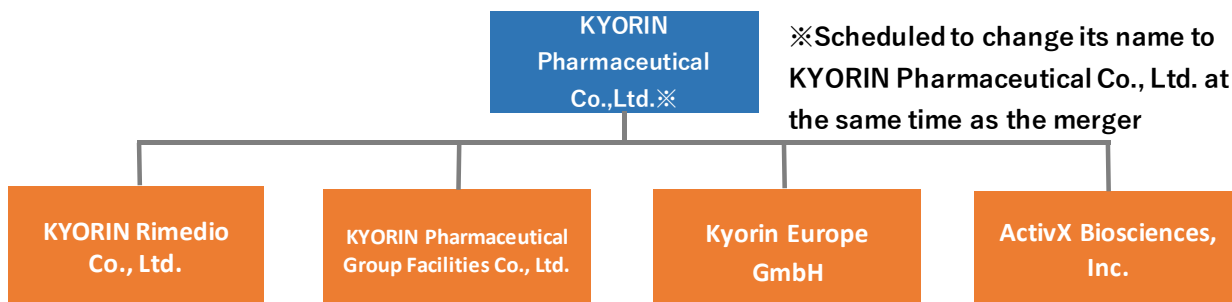 KYORIN
Pharmaceutical
Co.,Ltd.※
※Scheduled to change its name to
KYORIN Pharmaceutical Co., Ltd. at
the same time as the merger
KYORIN Rimedio
Co., Ltd.
KYORIN Pharmaceutical
Group Facilities Co., Ltd.
Kyorin Europe
GmbH
ActivX Biosciences,
Inc.